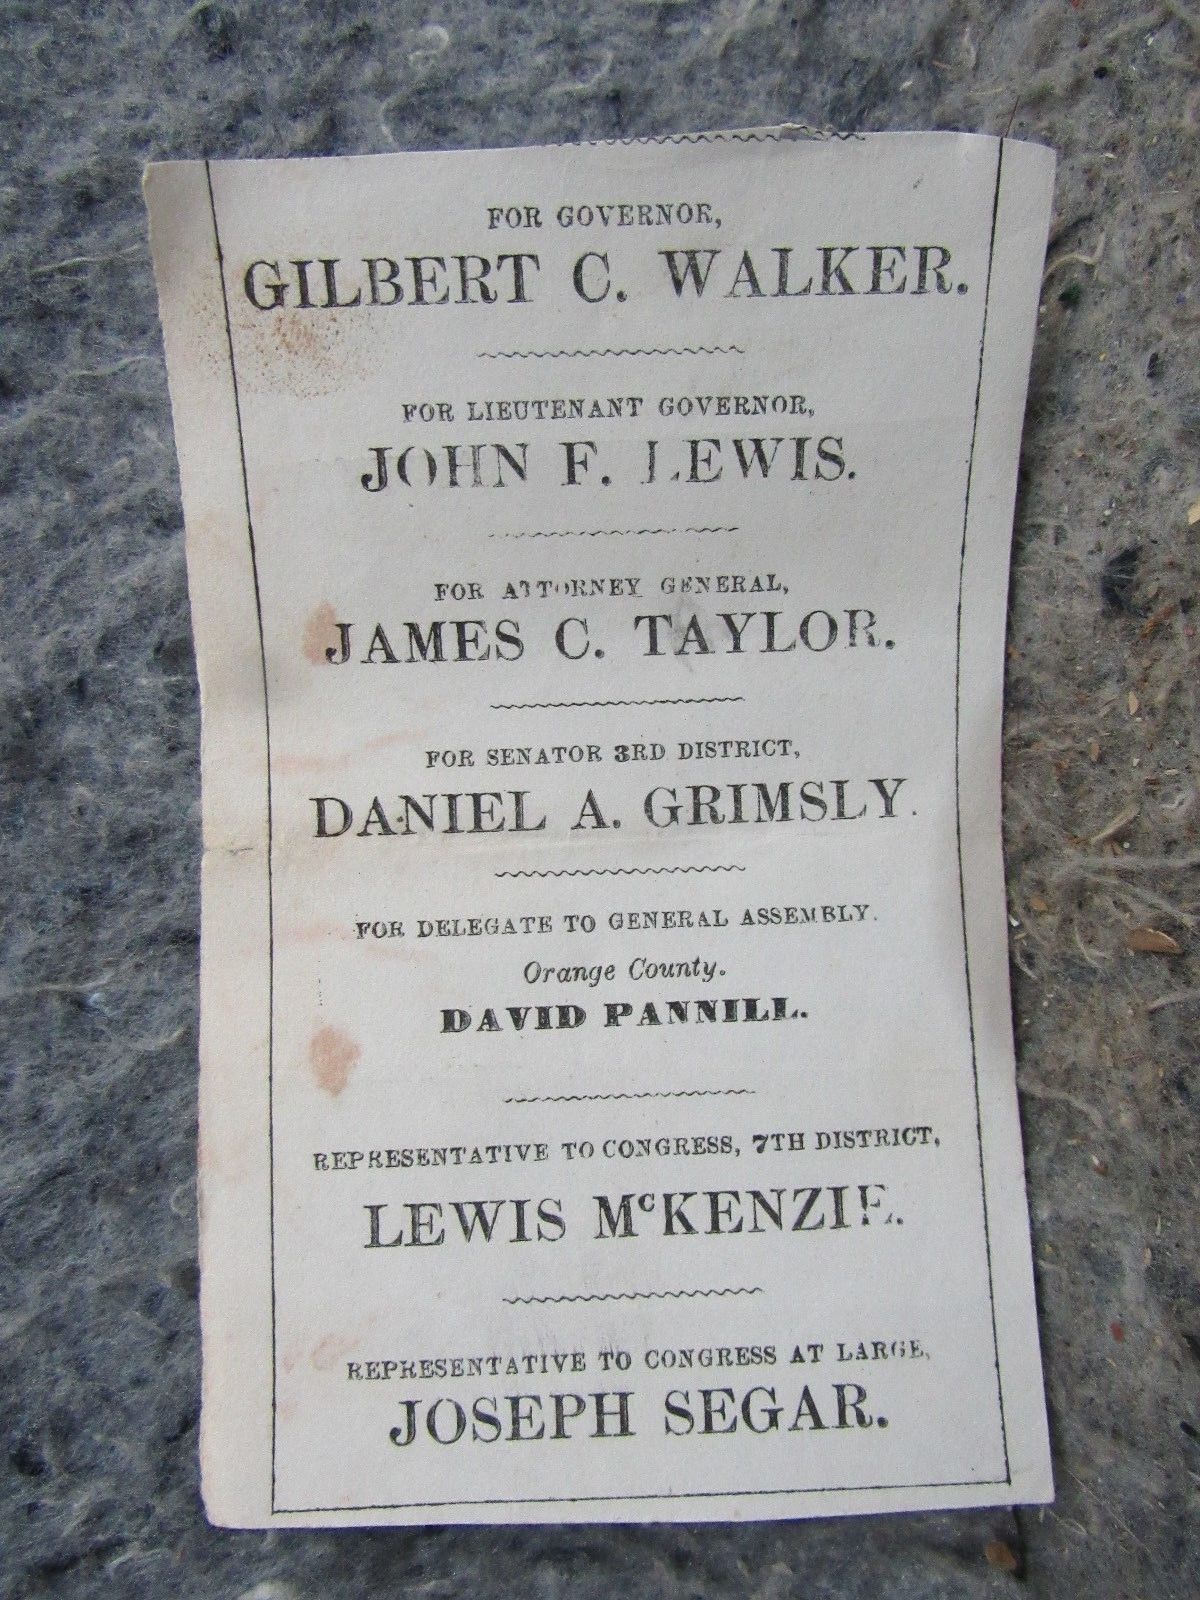 FOR GOVERNOR,
GILBERT C. WALKER.
FOR LIEUTENANT GOVERNOR,
JOHN F. LEWIS.
FOR ATTORNEY GENERAL,
JAMES C. TAYLOR.
FOR SENATOR 3RD DISTRICT,
DANIEL A. GRIMSLY.
FOR DELEGATE TO GENERAL ASSEMBLY.
Orange County.
DAVID PANNILL.
REPRESENTATIVE TO CONGRESS, 7TH DISTRICT,
LEWIS McKENZIE.
REPRESENTATIVE TO CONGRESS AT LARGE,
JOSEPH SEGAR.